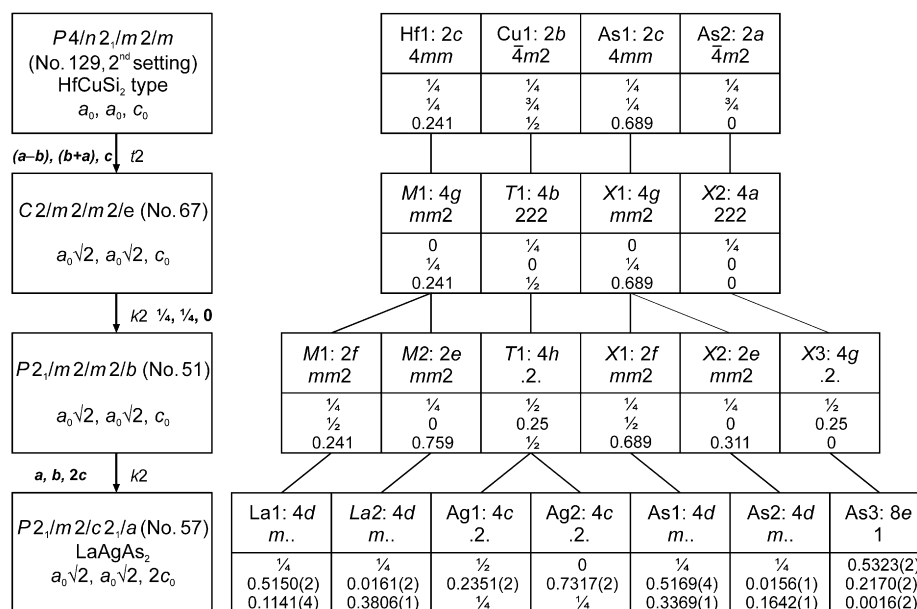 P4/n 2₁/m 2/m
(No. 129, 2ⁿᵈ setting)
HfCuSi₂ type
a₀, a₀, c₀
Hf1: 2c Cu1: 2b As1: 2c As2: 2a
4mm 4̅m2 4mm 4̅m2
¼ ¼ ¼ ¼
¼ ¾ ¼ ¾
0.241 ½ 0.689 0
(a–b), (b+a), c t2
C2/m 2/m 2/e (No. 67)
a₀√2, a₀√2, c₀
M1: 4g T1: 4b X1: 4g X2: 4a
mm2 222 mm2 222
0 ¼ 0 ¼
¼ 0 ¼ 0
0.241 ½ 0.689 0
k2 ¼, ¼, 0
P2₁/m 2/m 2/b (No. 51)
a₀√2, a₀√2, c₀
M1: 2f M2: 2e T1: 4h X1: 2f X2: 2e X3: 4g
mm2 mm2 .2. mm2 mm2 .2.
¼ ¼ ½ ¼ ¼ ½
½ 0 0.25 ½ 0 0.25
0.241 0.759 ½ 0.689 0.311 0
a, b, 2c k2
P2₁/m 2/c 2₁/a (No. 57)
LaAgAs₂
a₀√2, a₀√2, 2c₀
La1: 4d La2: 4d Ag1: 4c Ag2: 4c As1: 4d As2: 4d As3: 8e
m.. m.. .2. .2. m.. m.. 1
¼ ¼ ½ 0 ¼ ¼ 0.5323(2)
0.5150(2) 0.0161(2) 0.2351(2) 0.7317(2) 0.5169(4) 0.0156(1) 0.2170(2)
0.1141(4) 0.3806(1) ¼ ¼ 0.3369(1) 0.1642(1) 0.0016(2)